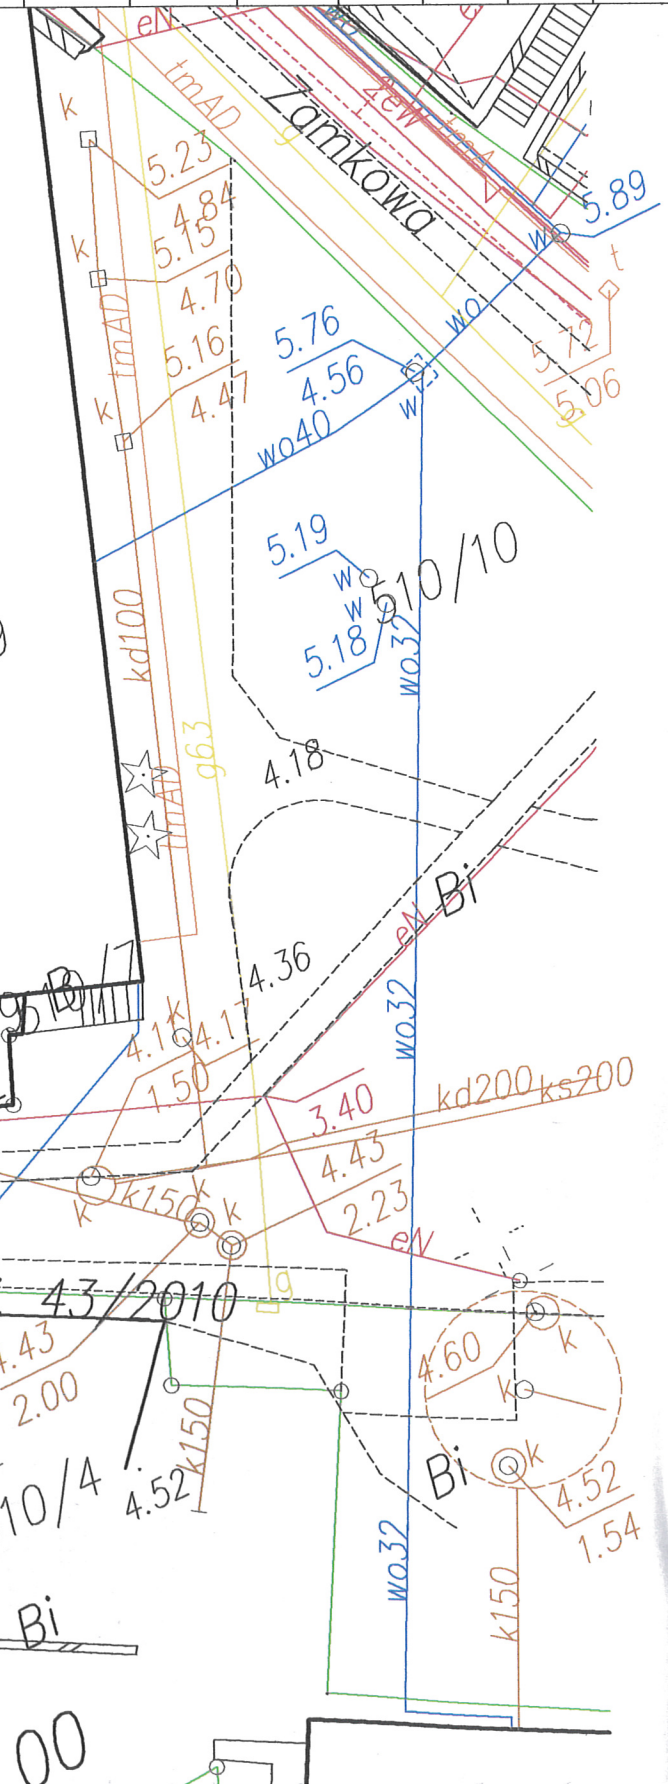 eN
k
tmAD
5.23
4.84
g
Zamkowa
zeW
5.89
w
k
5.15
4.70
tmAD
t
5.76
4.56
wo
w
5.72
5.06
g
k
5.16
4.47
wo40
5.19
w
w
510/10
5.18
wo32
kd100
g63
4.18
tmAD
Bi
eN
4.36
wo32
k
4.17
1.50
3.40
kd200
ks200
4.43
2.23
k
k150
k
k
eN
g
43/2010
4.60
k
k
2.00
k150
Bi
k
4.52
1.54
10/4
4.52
wo32
k150
Bi
00